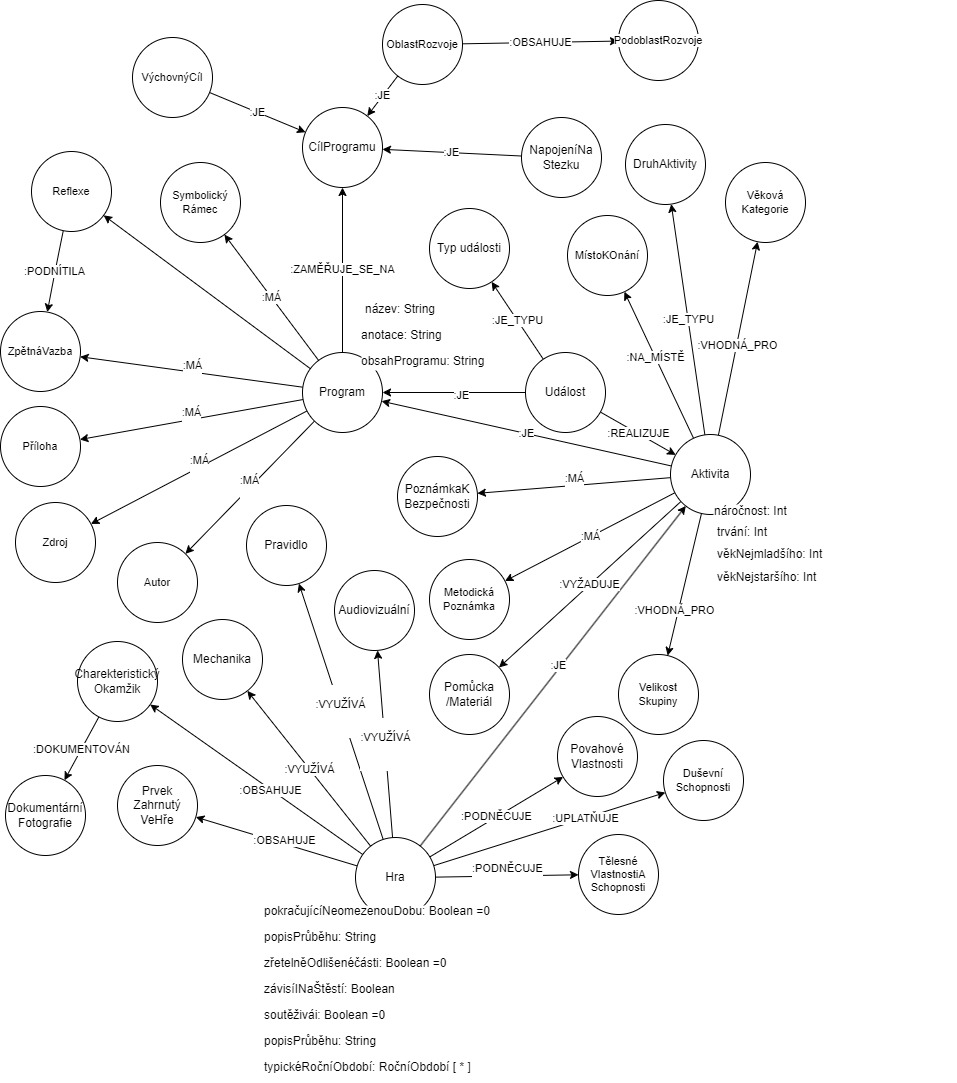 OblastRozvoje
:OBSAHUJE
PodoblastRozvoje
VýchovnýCíl
:JE
:JE
CílProgramu
:JE
NapojeníNa
Stezku
DruhAktivity
Věková
Kategorie
Reflexe
Symbolický
Rámec
Typ události
MístoKOnání
:PODNÍTILA
:ZAMĚŘUJE_SE_NA
:MÁ
název: String
anotace: String
obsahProgramu: String
:JE_TYPU
:JE_TYPU
:VHODNÁ_PRO
:NA_MÍSTĚ
ZpětnáVazba
:MÁ
Program
:JE
Událost
:MÁ
:JE
:REALIZUJE
Příloha
:MÁ
:MÁ
Aktivita
PoznámkaK
Bezpečnosti
:MÁ
náročnost: Int
trvání: Int
věkNejmladšího: Int
věkNejstaršího: Int
Zdroj
Autor
Pravidlo
:MÁ
:VYŽADUJE
Metodická
Poznámka
Audiovizuální
:VHODNÁ_PRO
Mechanika
:JE
Charekteristický
Okamžik
Pomůcka
/Materiál
Velikost
Skupiny
:VYUŽÍVÁ
:VYUŽÍVÁ
:DOKUMENTOVÁN
:VYUŽÍVÁ
Povahové
Vlastnosti
Duševní
Schopnosti
:OBSAHUJE
Dokumentární
Fotografie
Prvek
Zahrnutý
VeHře
:PODNĚCUJE
:UPLATŇUJE
:OBSAHUJE
Hra
:PODNĚCUJE
Tělesné
VlastnostiA
Schopnosti
pokračujícíNeomezenouDobu: Boolean =0
popisPrůběhu: String
zřetelněOdlišenéčásti: Boolean =0
závisíINaŠtěstí: Boolean
soutěživái: Boolean =0
popisPrůběhu: String
typickéRočníObdobí: RočníObdobí [ * ]